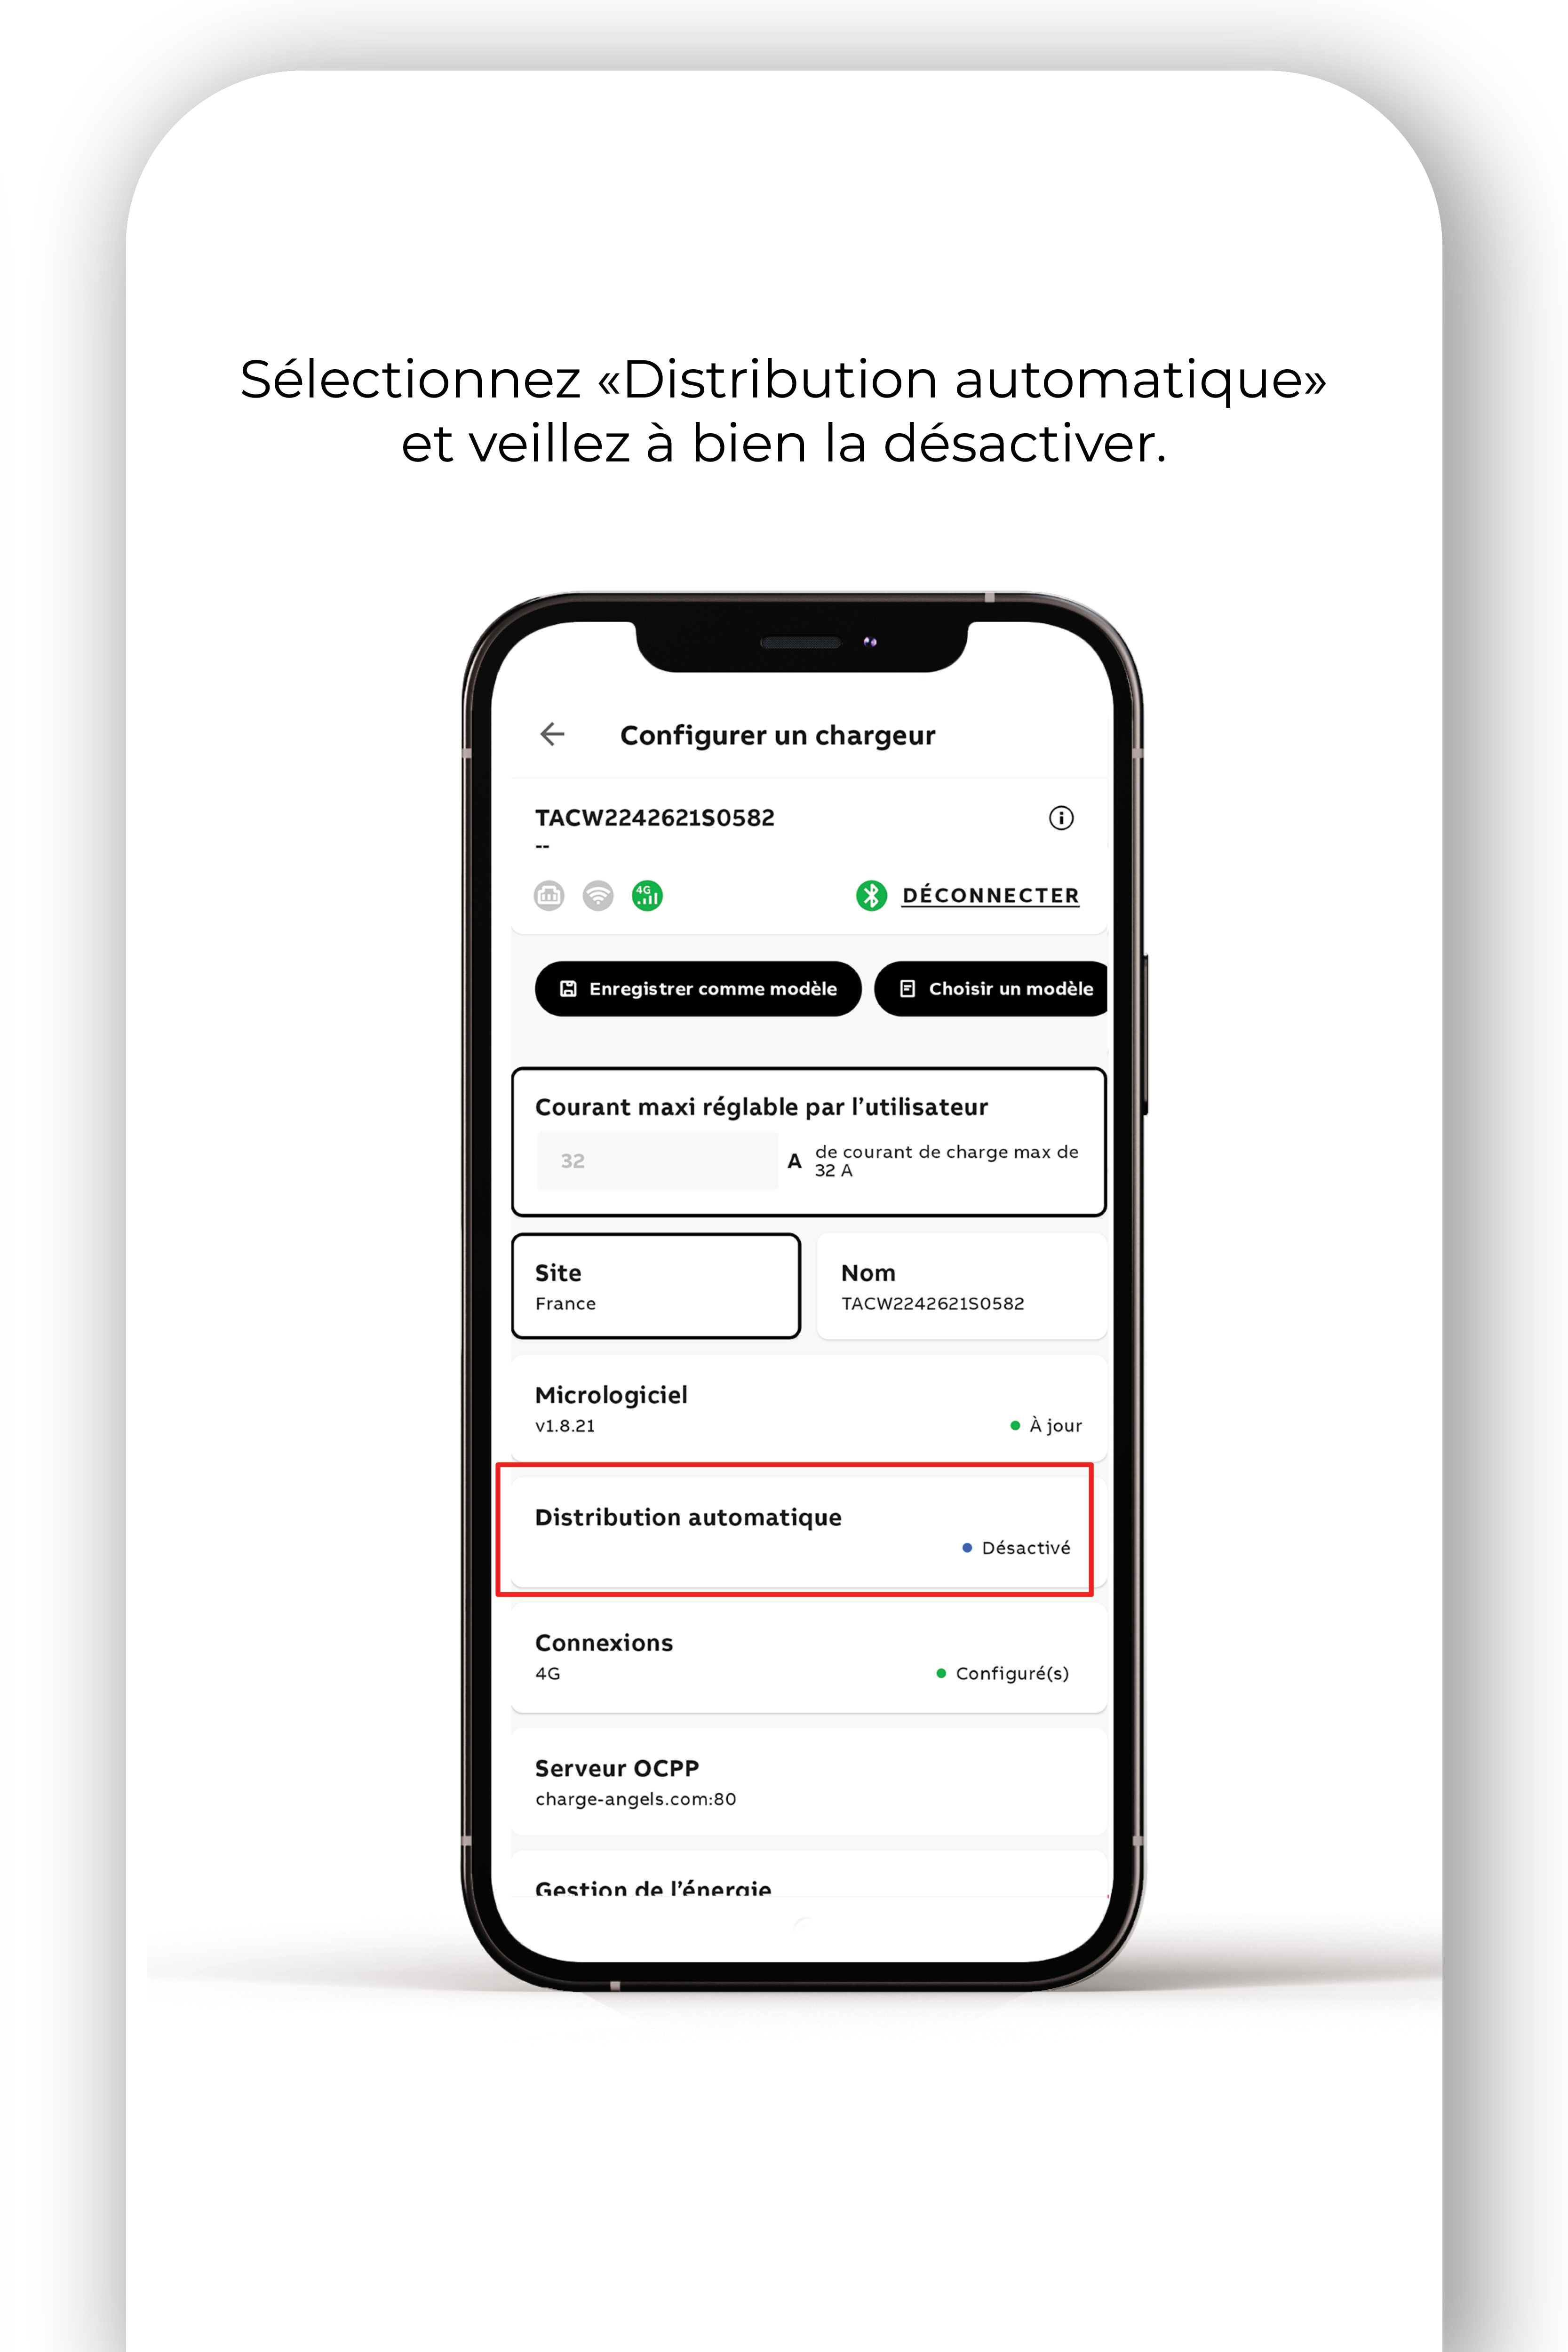 Sélectionnez «Distribution automatique»
et veillez à bien la désactiver.
Configurer un chargeur
TACW2242621S0582
--
4G
DÉCONNECTER
Enregistrer comme modèle
Choisir un modèle
Courant maxi réglable par l’utilisateur
32
A
de courant de charge max de
32 A
Site
France
Nom
TACW2242621S0582
Micrologiciel
v1.8.21
À jour
Distribution automatique
Désactivé
Connexions
4G
Configuré(s)
Serveur OCPP
charge-angels.com:80
Gestion de l’énergie